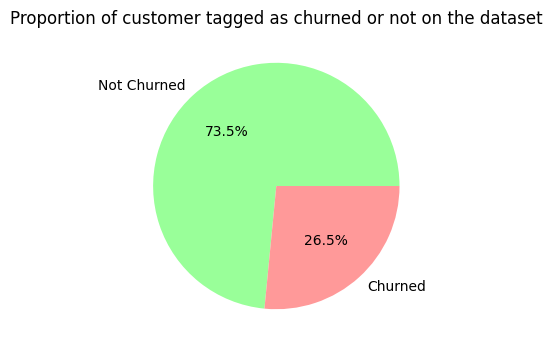 Proportion of customer tagged as churned or not on the dataset
Not Churned
73.5%
26.5%
Churned